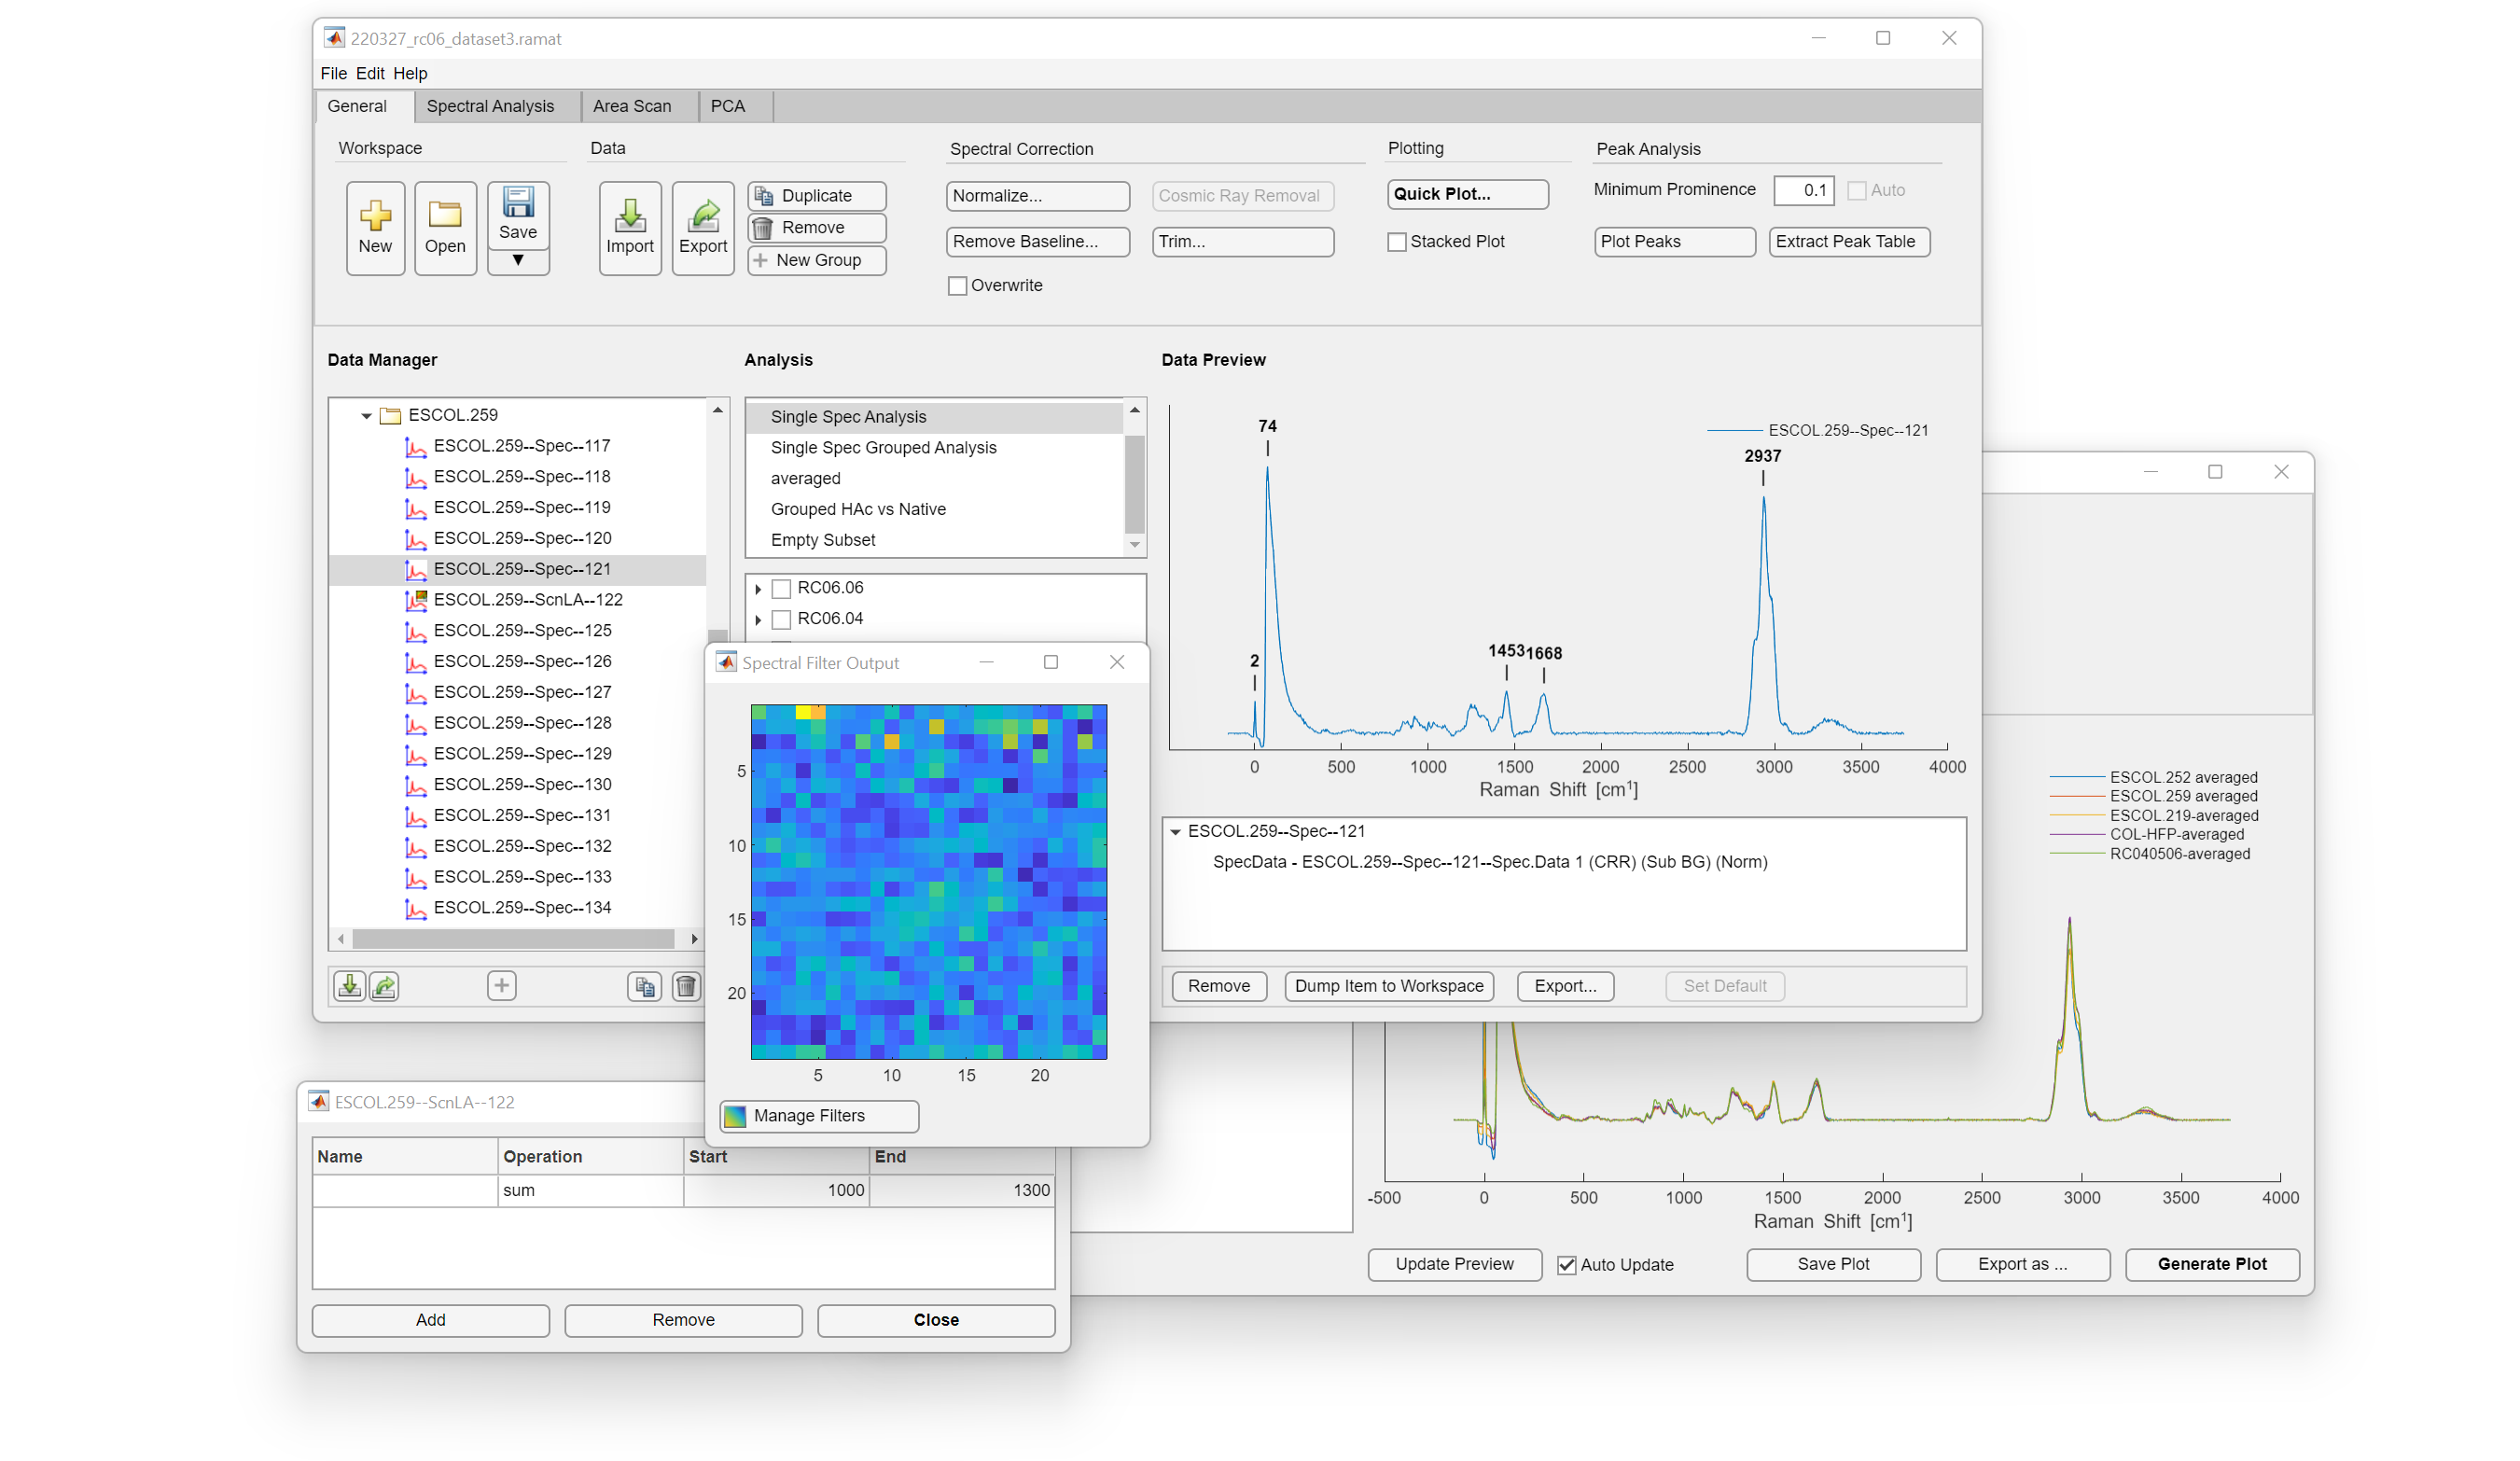 220327_rc06_dataset3.ramat
File Edit Help
General Spectral Analysis Area Scan PCA
Workspace
New
Open
Save
▼
Data
Import
Export
Duplicate
Remove
New Group
Spectral Correction
Normalize...
Cosmic Ray Removal
Remove Baseline...
Trim...
Overwrite
Plotting
Quick Plot...
Stacked Plot
Peak Analysis
Minimum Prominence 0.1 Auto
Plot Peaks
Extract Peak Table
Data Manager
ESCOL.259
ESCOL.259--Spec--117
ESCOL.259--Spec--118
ESCOL.259--Spec--119
ESCOL.259--Spec--120
ESCOL.259--Spec--121
ESCOL.259--ScnLA--122
ESCOL.259--Spec--125
ESCOL.259--Spec--126
ESCOL.259--Spec--127
ESCOL.259--Spec--128
ESCOL.259--Spec--129
ESCOL.259--Spec--130
ESCOL.259--Spec--131
ESCOL.259--Spec--132
ESCOL.259--Spec--133
ESCOL.259--Spec--134
Analysis
Single Spec Analysis
Single Spec Grouped Analysis
averaged
Grouped HAc vs Native
Empty Subset
RC06.06
RC06.04
Data Preview
ESCOL.259--Spec--121
74
2937
2
1453
1668
0 500 1000 1500 2000 2500 3000 3500 4000
Raman Shift [cm1]
ESCOL.259--Spec--121
SpecData - ESCOL.259--Spec--121--Spec.Data 1 (CRR) (Sub BG) (Norm)
Remove
Dump Item to Workspace
Export...
Set Default
Spectral Filter Output
5
10
15
20
5 10 15 20
Manage Filters
ESCOL.259--ScnLA--122
Name Operation Start End
sum 1000 1300
Add
Remove
Close
ESCOL.252 averaged
ESCOL.259 averaged
ESCOL.219-averaged
COL-HFP-averaged
RC040506-averaged
-500 0 500 1000 1500 2000 2500 3000 3500 4000
Raman Shift [cm1]
Update Preview
Auto Update
Save Plot
Export as ...
Generate Plot